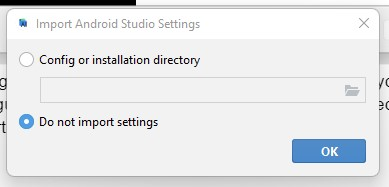 Import Android Studio Settings
Config or installation directory
Do not import settings
OK